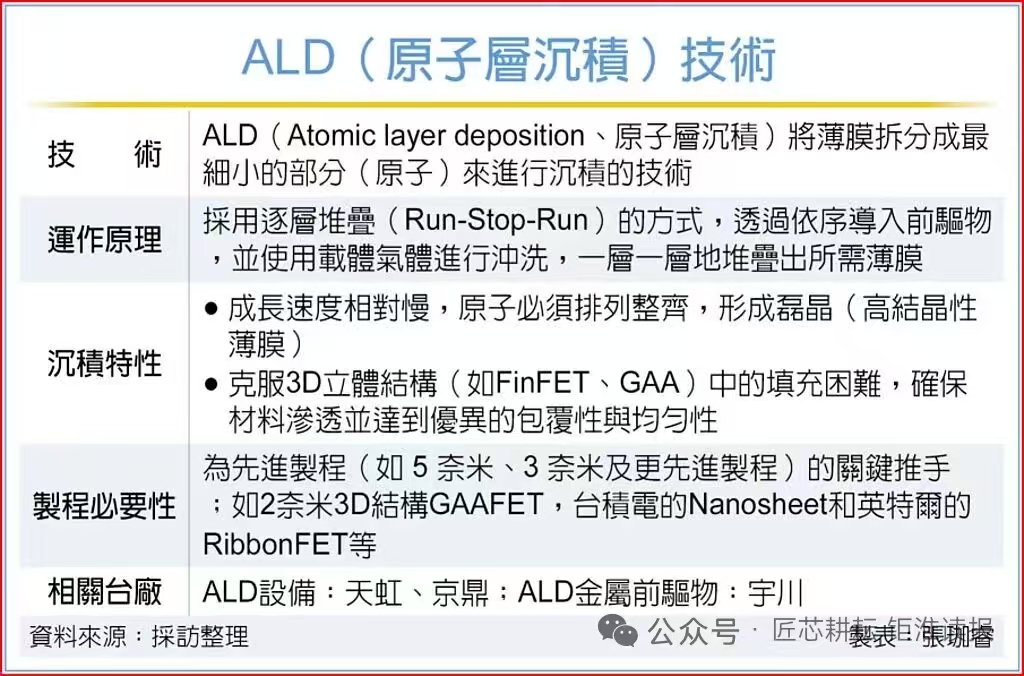 ALD（原子層沉積）技術
技　術
ALD（Atomic layer deposition、原子層沉積）將薄膜拆分成最
細小的部分（原子）來進行沉積的技術
運作原理
採用逐層堆疊（Run-Stop-Run）的方式，透過依序導入前驅物
，並使用載體氣體進行沖洗，一層一層地堆疊出所需薄膜
沉積特性
● 成長速度相對慢，原子必須排列整齊，形成磊晶（高結晶性
薄膜）
● 克服3D立體結構（如FinFET、GAA）中的填充困難，確保
材料滲透並達到優異的包覆性與均勻性
製程必要性
為先進製程（如 5 奈米、3 奈米及更先進製程）的關鍵推手
；如2奈米3D結構GAAFET，台積電的Nanosheet和英特爾的
RibbonFET等
相關台廠
ALD設備：天虹、京鼎；ALD金屬前驅物：宇川
資料來源：採訪整理
製表：張珈睿
公众号 · 匠芯耕耘